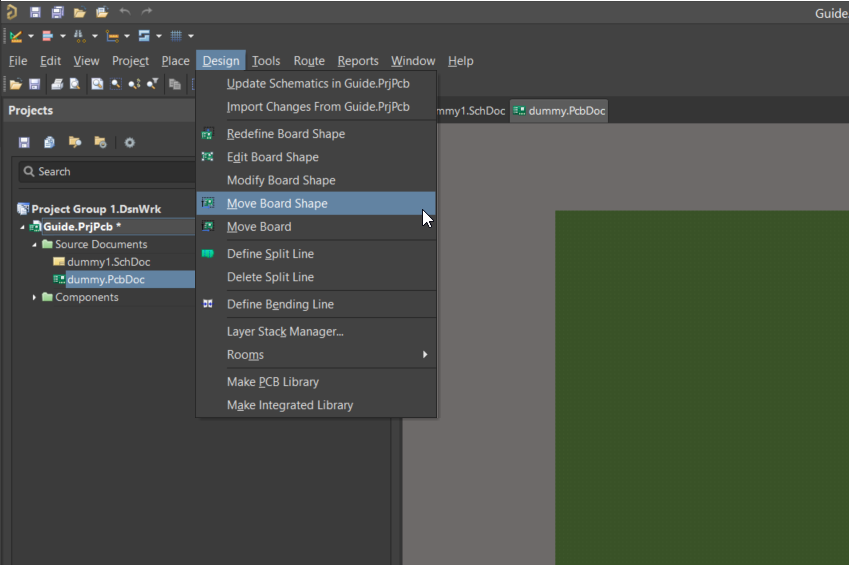 Guide.
File Edit View Project Place Design Tools Route Reports Window Help
Projects
mmy1.SchDoc dummy.PcbDoc
Search
Project Group 1.DsnWrk
Guide.PrjPcb *
Source Documents
dummy1.SchDoc
dummy.PcbDoc
Components
Update Schematics in Guide.PrjPcb
Import Changes From Guide.PrjPcb
Redefine Board Shape
Edit Board Shape
Modify Board Shape
Move Board Shape
Move Board
Define Split Line
Delete Split Line
Define Bending Line
Layer Stack Manager...
Rooms
Make PCB Library
Make Integrated Library